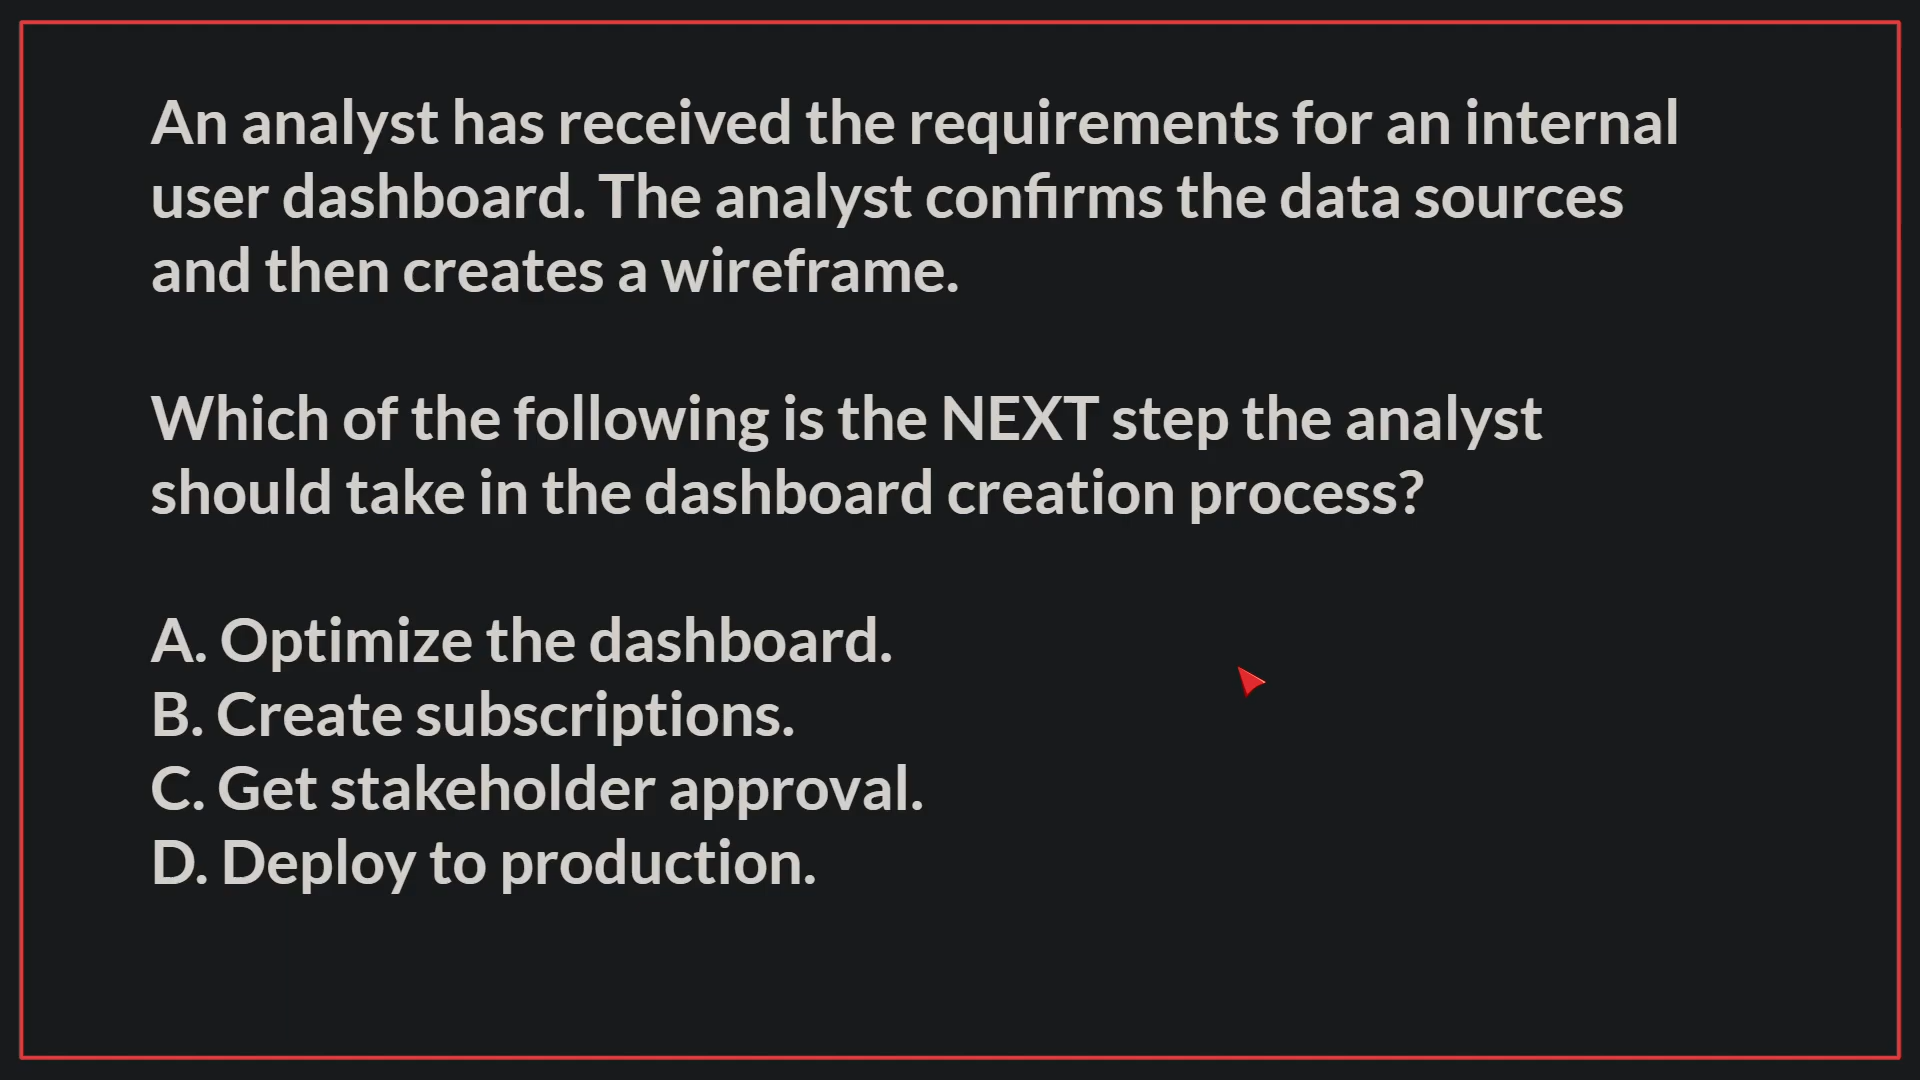 An analyst has received the requirements for an internal
user dashboard. The analyst confirms the data sources
and then creates a wireframe.
Which of the following is the NEXT step the analyst
should take in the dashboard creation process?
A. Optimize the dashboard.
B. Create subscriptions.
C. Get stakeholder approval.
D. Deploy to production.